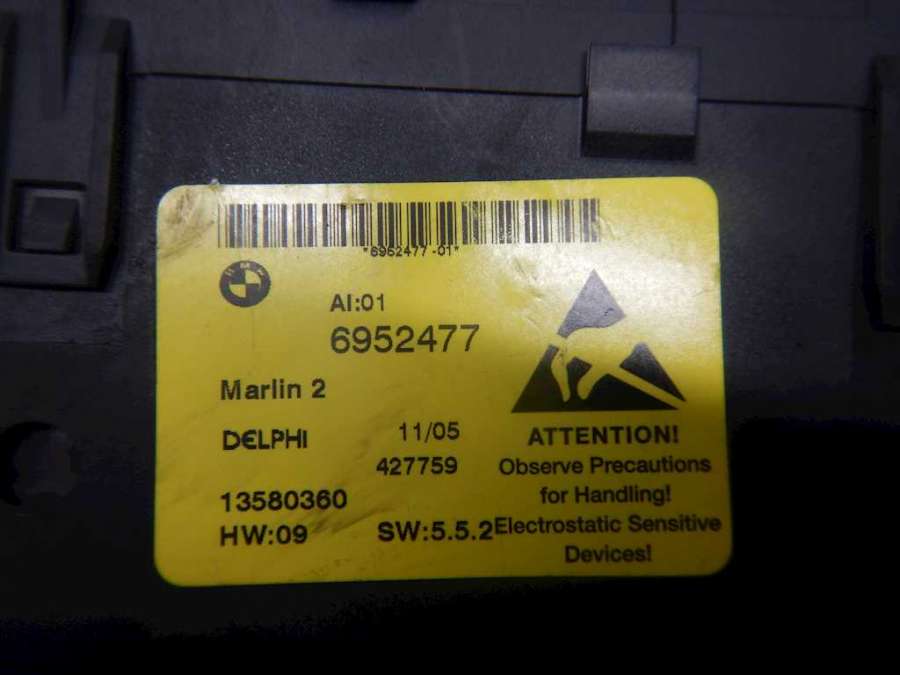 *6952477-01*
BMW
AI:01
6952477
Marlin 2
DELPHI 11/05
427759
13580360
HW:09 SW:5.5.2
ATTENTION!
Observe Precautions
for Handling!
Electrostatic Sensitive
Devices!